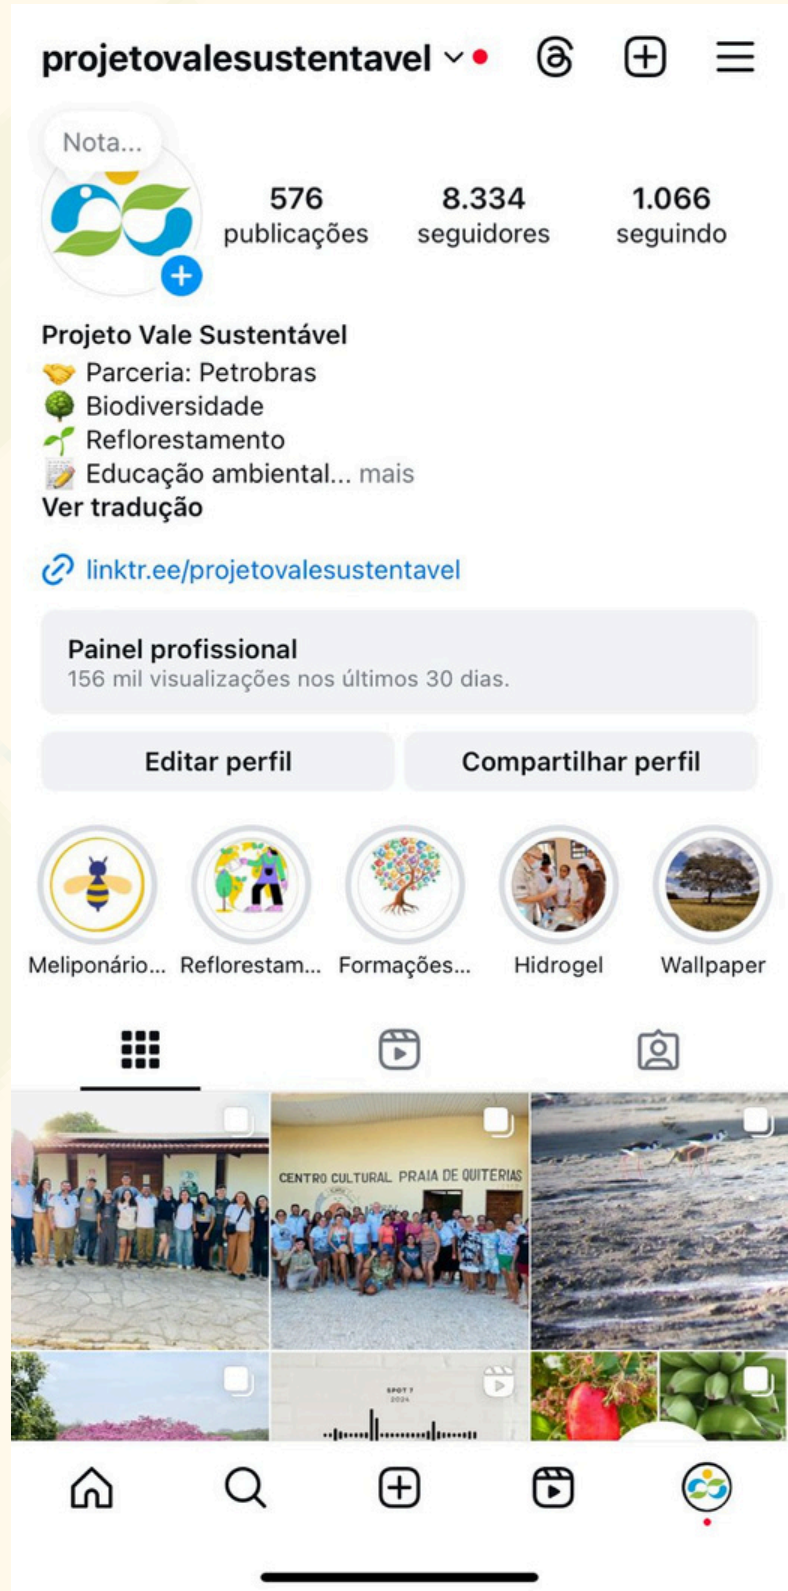 projetovalesustentavel
Nota...
576 8.334 1.066
publicações seguidores seguindo
Projeto Vale Sustentável
Parceria: Petrobras
Biodiversidade
Reflorestamento
Educação ambiental... mais
Ver tradução
linktr.ee/projetovalesustentavel
Painel profissional
156 mil visualizações nos últimos 30 dias.
Editar perfil Compartilhar perfil
Meliponário... Reflorestam... Formações... Hidrogel Wallpaper
CENTRO CULTURAL PRAIA DE QUITÉRIAS
SPOT 7
2024